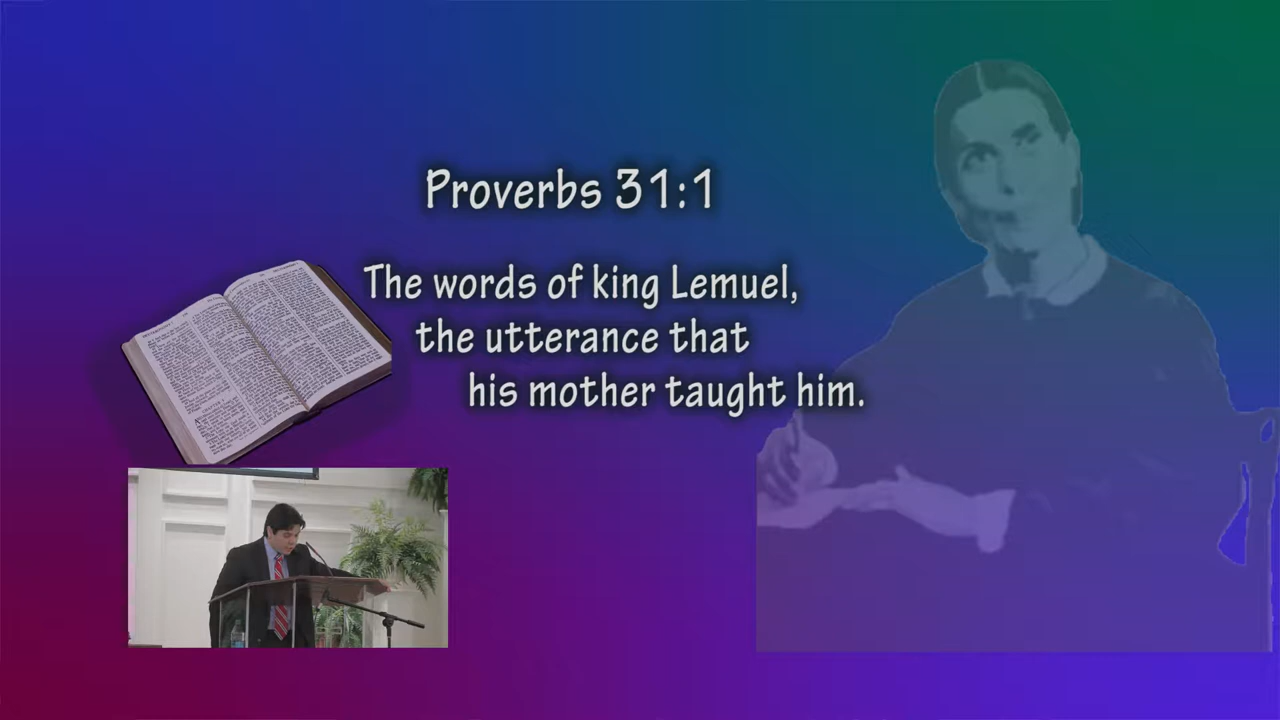 Proverbs 31:1
The words of king Lemuel,
the utterance that
his mother taught him.